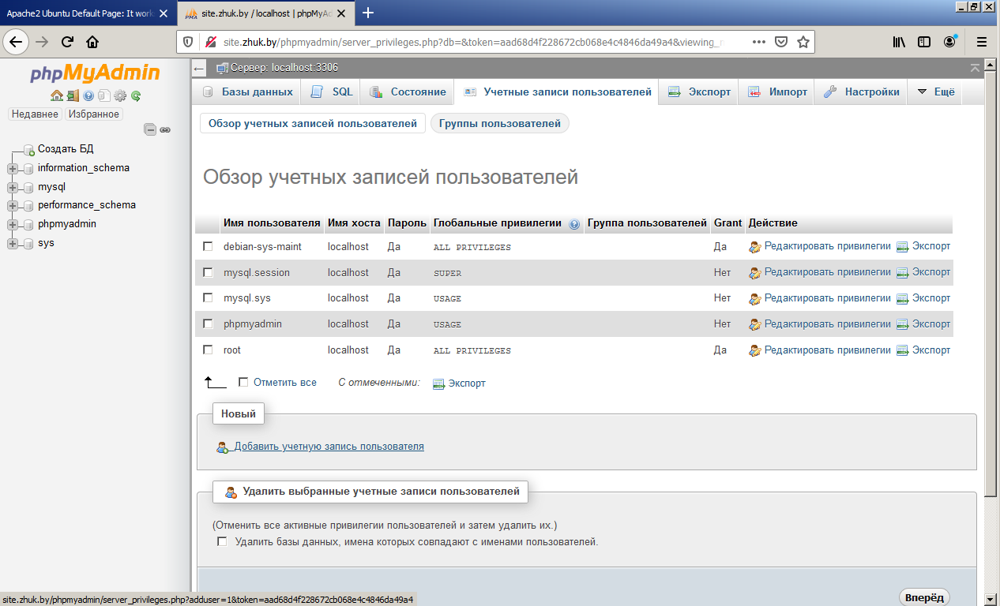 Apache2 Ubuntu Default Page: It work
site.zhuk.by / localhost | phpMyAd
site.zhuk.by/phpmyadmin/server_privileges.php?db=&token=aad68d4f228672cb068e4c4846da49a4&viewing_
phpMyAdmin
Недавнее Избранное
Создать БД
information_schema
mysql
performance_schema
phpmyadmin
sys
Сервер: localhost:3306
Базы данных SQL Состояние Учетные записи пользователей Экспорт Импорт Настройки Ещё
Обзор учетных записей пользователей Группы пользователей
Обзор учетных записей пользователей
Имя пользователя Имя хоста Пароль Глобальные привилегии Группа пользователей Grant Действие
debian-sys-maint localhost Да ALL PRIVILEGES Да Редактировать привилегии Экспорт
mysql.session localhost Да SUPER Нет Редактировать привилегии Экспорт
mysql.sys localhost Да USAGE Нет Редактировать привилегии Экспорт
phpmyadmin localhost Да USAGE Нет Редактировать привилегии Экспорт
root localhost Да ALL PRIVILEGES Да Редактировать привилегии Экспорт
Отметить все С отмеченными: Экспорт
Новый
Добавить учетную запись пользователя
Удалить выбранные учетные записи пользователей
(Отменить все активные привилегии пользователей и затем удалить их.)
Удалить базы данных, имена которых совпадают с именами пользователей.
Вперёд
site.zhuk.by/phpmyadmin/server_privileges.php?adduser=1&token=aad68d4f228672cb068e4c4846da49a4